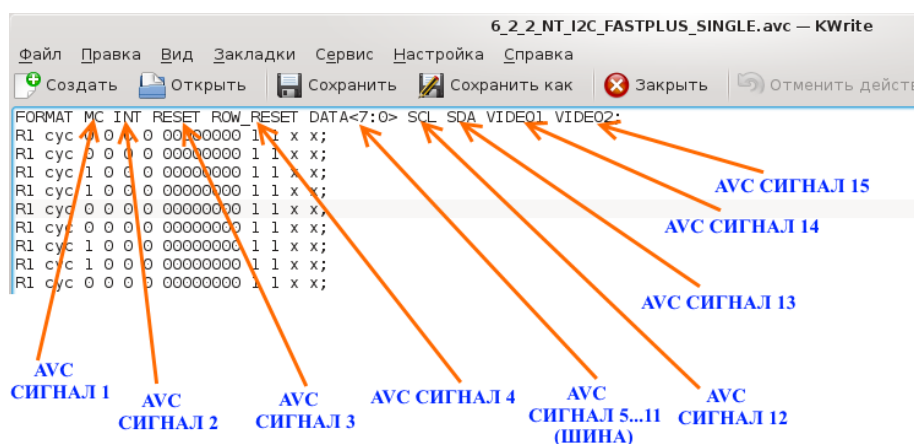 6_2_2_NT_I2C_FASTPLUS_SINGLE.avc — KWrite
Файл Правка Вид Закладки Сервис Настройка Справка
Создать Открыть Сохранить Сохранить как Закрыть Отменить действ
FORMAT MC INT RESET ROW_RESET DATA<7:0> SCL SDA VIDEO1 VIDEO2;
R1 cyc 0 0 0 0 00000000 1 1 x x;
R1 cyc 0 0 0 0 00000000 1 1 x x;
R1 cyc 1 0 0 0 00000000 1 1 x x;
R1 cyc 1 0 0 0 00000000 1 1 x x;
R1 cyc 0 0 0 0 00000000 1 1 x x;
R1 cyc 0 0 0 0 00000000 1 1 x x;
R1 cyc 1 0 0 0 00000000 1 1 x x;
R1 cyc 1 0 0 0 00000000 1 1 x x;
R1 cyc 0 0 0 0 00000000 1 1 x x;
AVC СИГНАЛ 15
AVC СИГНАЛ 14
AVC СИГНАЛ 13
AVC
СИГНАЛ 1
AVC
СИГНАЛ 2
AVC
СИГНАЛ 3
AVC СИГНАЛ 4
AVC
СИГНАЛ 5...11
(ШИНА)
AVC
СИГНАЛ 12